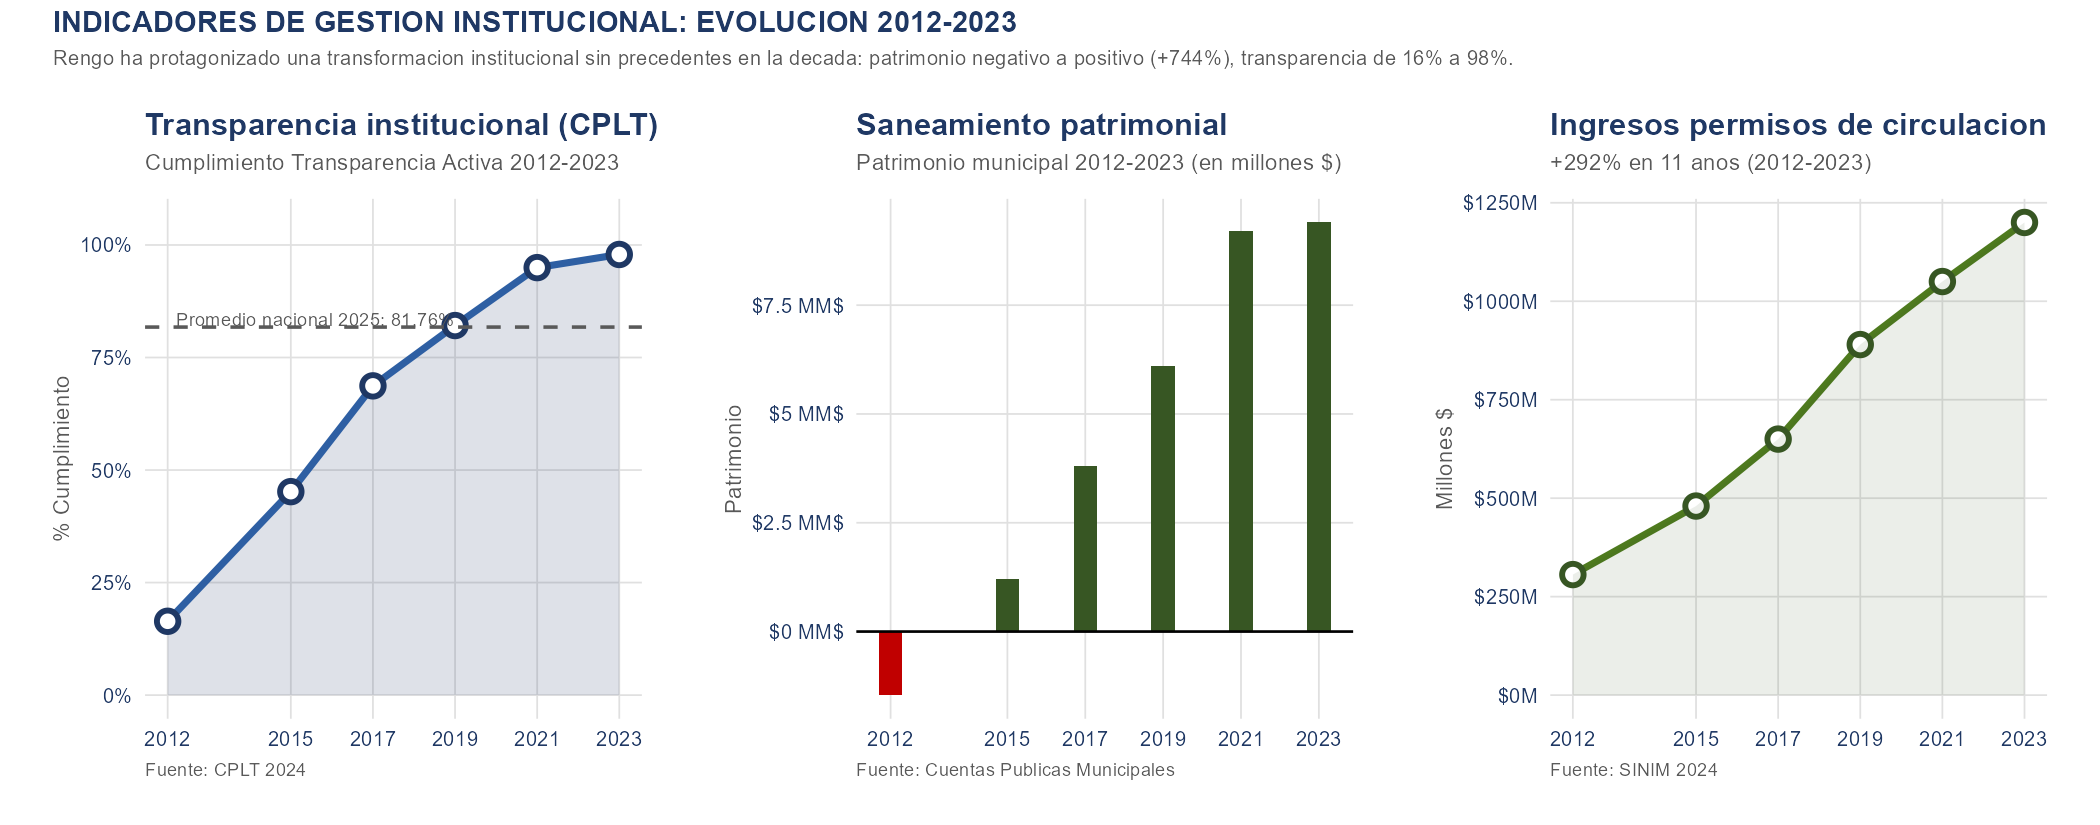 INDICADORES DE GESTION INSTITUCIONAL: EVOLUCION 2012-2023
Rengo ha protagonizado una transformacion institucional sin precedentes en la decada: patrimonio negativo a positivo (+744%), transparencia de 16% a 98%.
Transparencia institucional (CPLT)
Cumplimiento Transparencia Activa 2012-2023
% Cumplimiento
100%
75%
50%
25%
0%
Promedio nacional 2025: 81.76%
2012 2015 2017 2019 2021 2023
Fuente: CPLT 2024
Saneamiento patrimonial
Patrimonio municipal 2012-2023 (en millones $)
Patrimonio
$7.5 MM$
$5 MM$
$2.5 MM$
$0 MM$
2012 2015 2017 2019 2021 2023
Fuente: Cuentas Publicas Municipales
Ingresos permisos de circulacion
+292% en 11 anos (2012-2023)
Millones $
$1250M
$1000M
$750M
$500M
$250M
$0M
2012 2015 2017 2019 2021 2023
Fuente: SINIM 2024